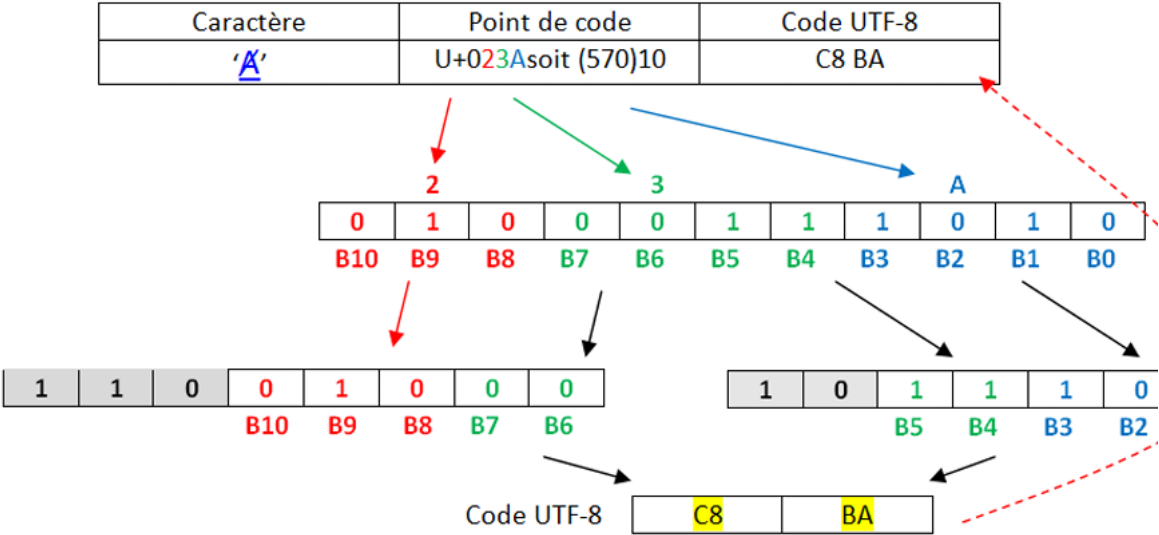 Caractère Point de code Code UTF-8
‘Ⱥ’ U+023Asoit (570)10 C8 BA
2 3 A
0 1 0 0 0 1 1 1 0 1 0
B10 B9 B8 B7 B6 B5 B4 B3 B2 B1 B0
1 1 0 0 1 0 0 0 1 0 1 1 1 0
B10 B9 B8 B7 B6 B5 B4 B3 B2
Code UTF-8 C8 BA